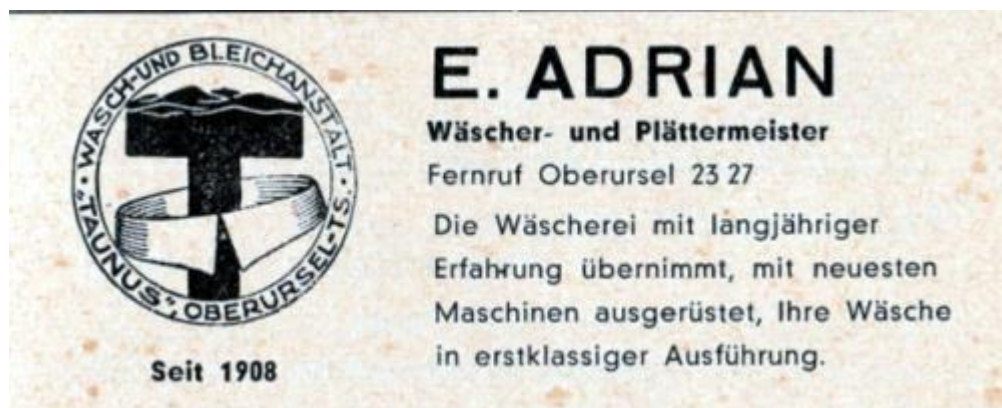 WASCH-UND BLEICHANSTALT
"TAUNUS", OBERURSEL-TS.
Seit 1908
E. ADRIAN
Wäscher- und Plättermeister
Fernruf Oberursel 23 27
Die Wäscherei mit langjähriger
Erfahrung übernimmt, mit neuesten
Maschinen ausgerüstet, Ihre Wäsche
in erstklassiger Ausführung.